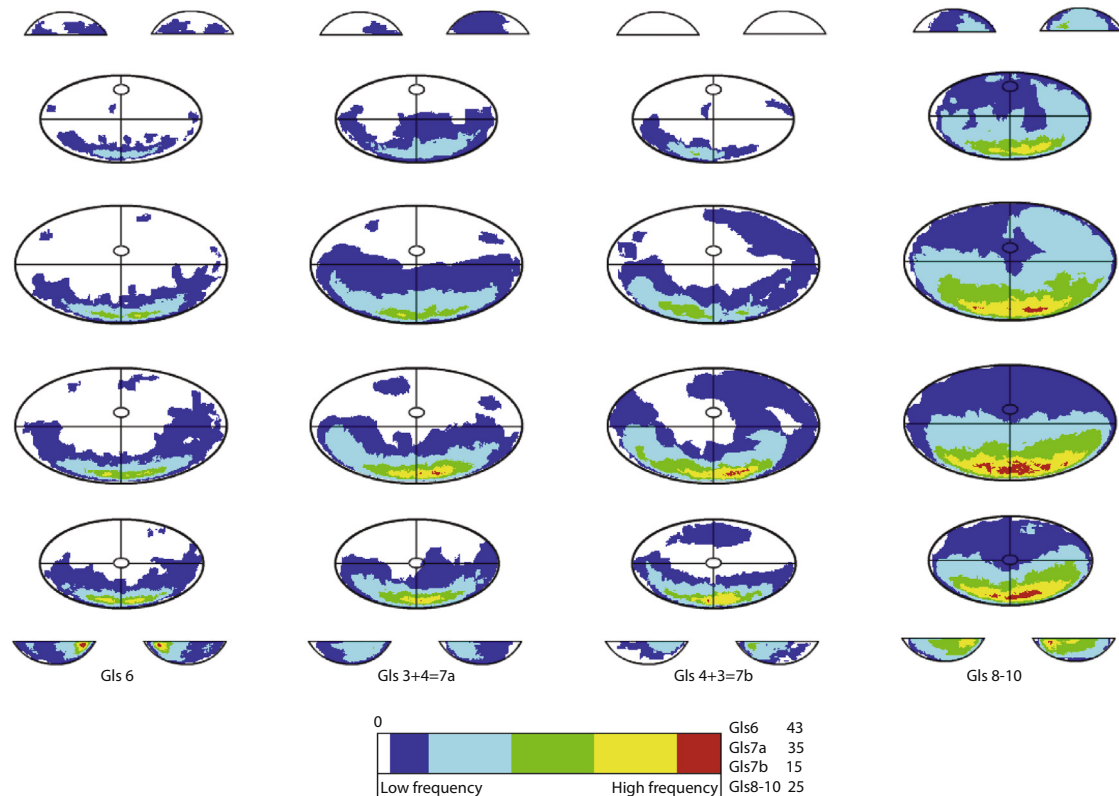 Gls 6
Gls 3+4=7a
Gls 4+3=7b
Gls 8-10
0
Gls6 43
Gls7a 35
Gls7b 15
Low frequency High frequency Gls8-10 25